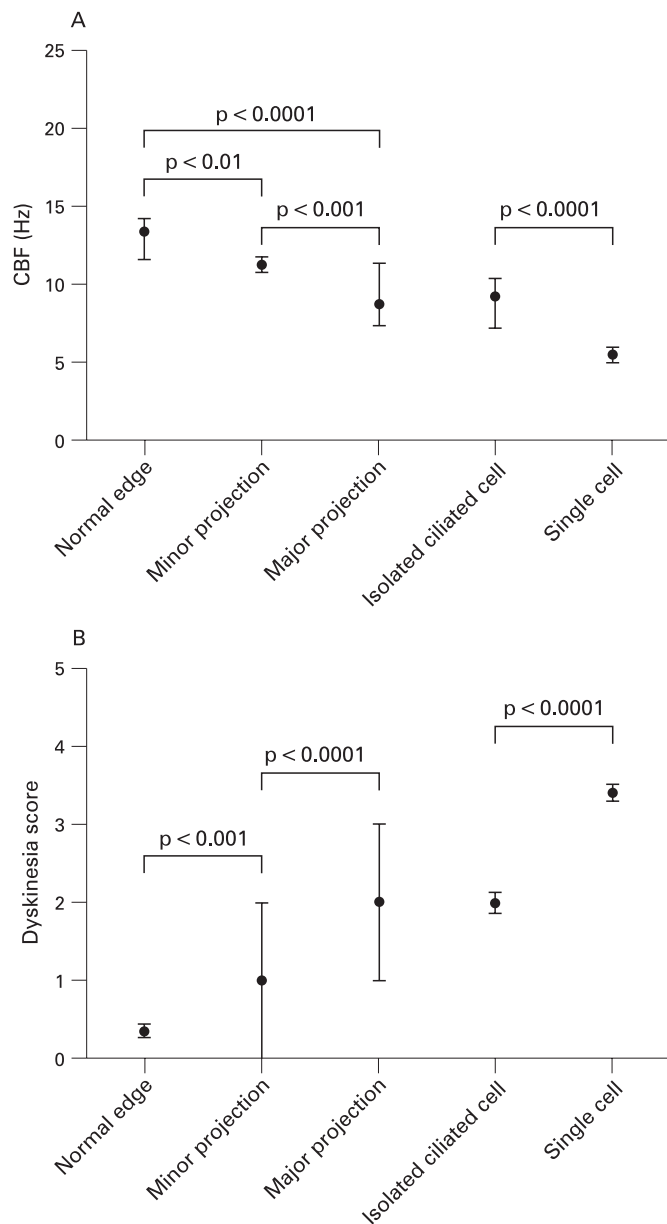 A
25
20
15
10
5
0
CBF (Hz)
p < 0.0001
p < 0.01
p < 0.001
p < 0.0001
Normal edge
Minor projection
Major projection
Isolated ciliated cell
Single cell
B
5
4
3
2
1
0
Dyskinesia score
p < 0.0001
p < 0.0001
p < 0.001
Normal edge
Minor projection
Major projection
Isolated ciliated cell
Single cell